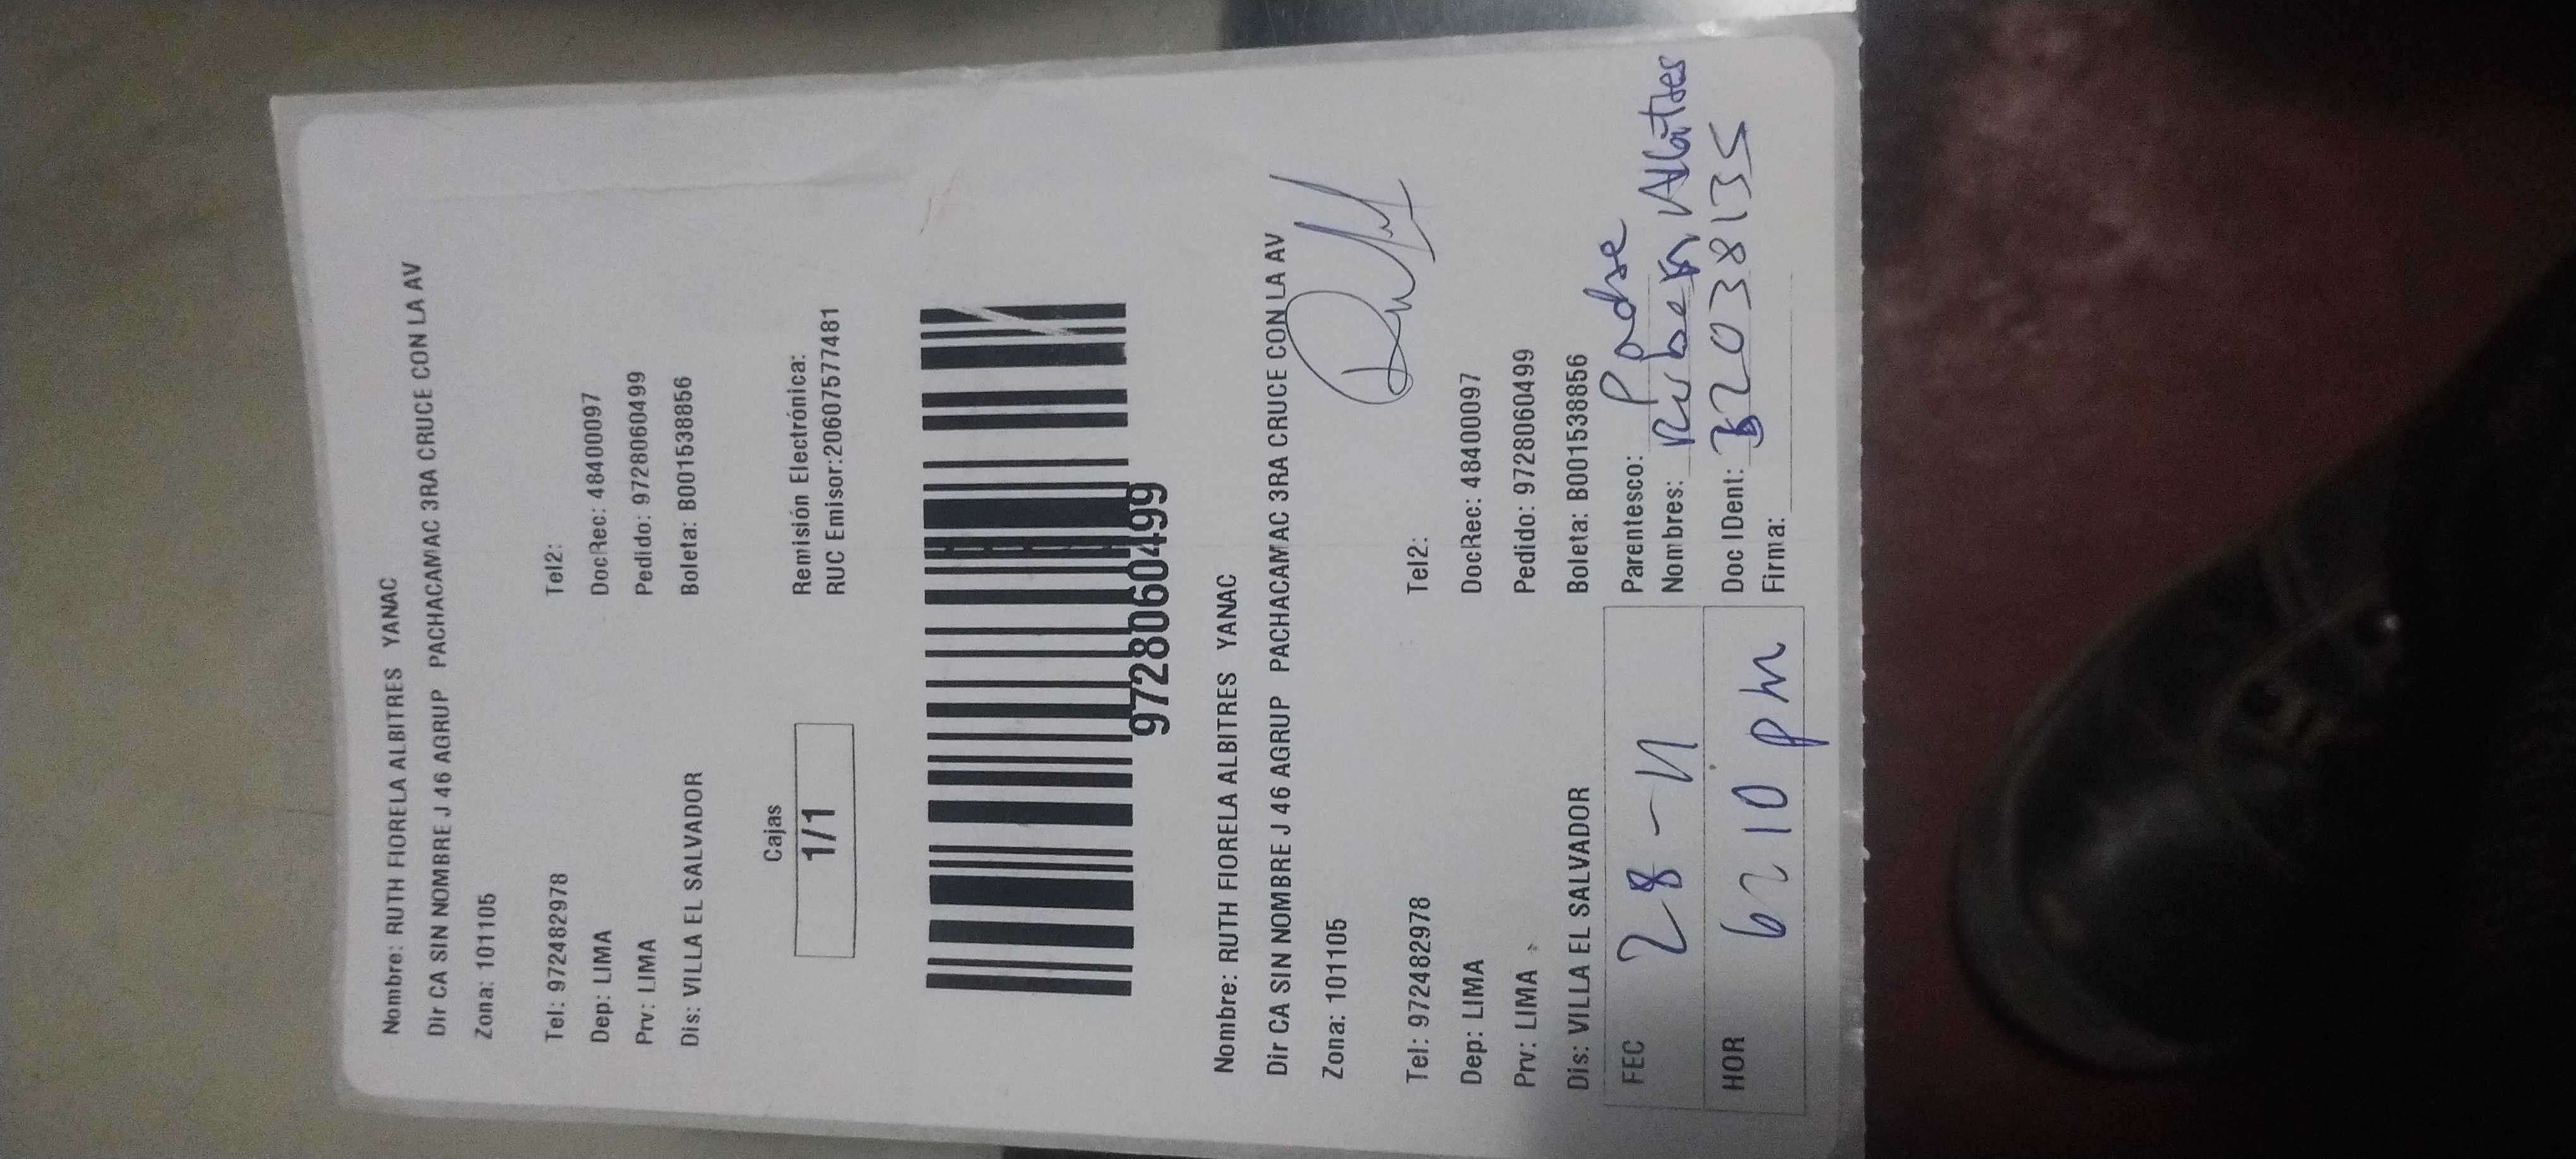 Nombre: RUTH FIORELA ALBITRES YANAC
Dir CA SIN NOMBRE J 46 AGRUP PACHACAMAC 3RA CRUCE CON LA AV
Zona: 101105
Tel: 972482978 Tel2:
Dep: LIMA DocRec: 48400097
Prv: LIMA Pedido: 9728060499
Dis: VILLA EL SALVADOR Boleta: B001538856
Cajas
1/1
Remisión Electrónica:
RUC Emisor:20607577481
9728060499
Nombre: RUTH FIORELA ALBITRES YANAC
Dir CA SIN NOMBRE J 46 AGRUP PACHACAMAC 3RA CRUCE CON LA AV
Zona: 101105
Tel: 972482978 Tel2:
Dep: LIMA DocRec: 48400097
Prv: LIMA Pedido: 9728060499
Dis: VILLA EL SALVADOR Boleta: B001538856
FEC 28-11
HOR 6 10 pm
Parentesco: Padre
Nombres: Albitres
Doc IDent:
Firma: